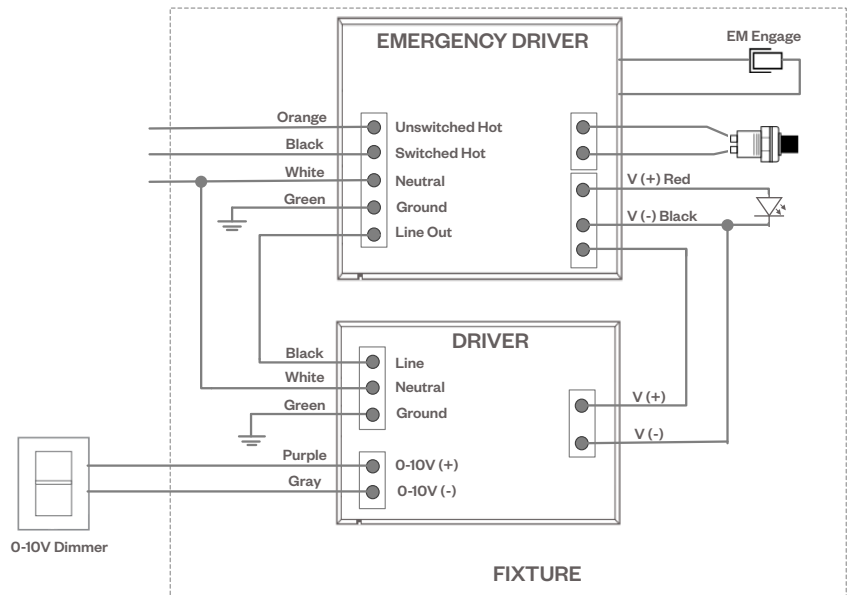 EMERGENCY DRIVER
EM Engage
Orange
Unswitched Hot
Black
Switched Hot
White
Neutral
V (+) Red
Green
Ground
V (-) Black
Line Out
DRIVER
Black
Line
White
Neutral
V (+)
Green
Ground
V (-)
Purple
0-10V (+)
Gray
0-10V (-)
0-10V Dimmer
FIXTURE